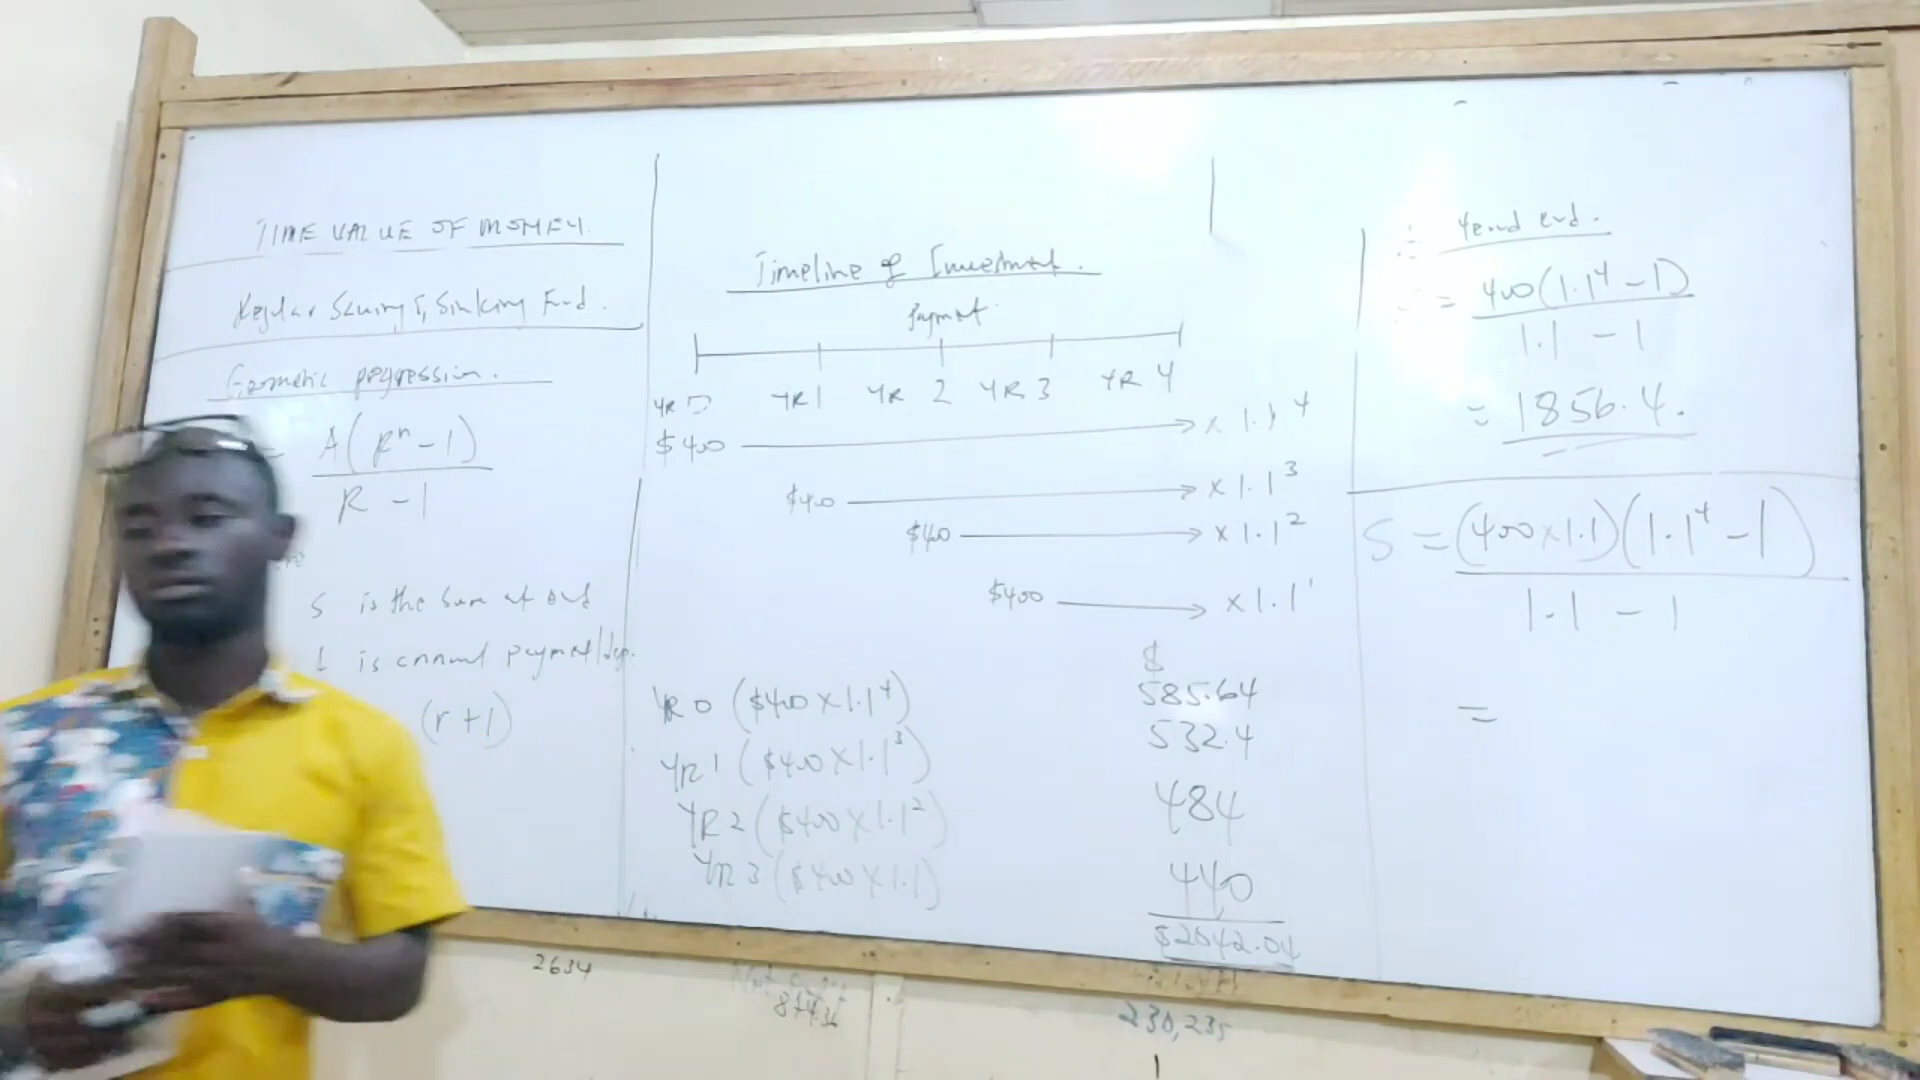 TIME VALUE OF MONEY.
Regular Saving & Sinking Fund.
Geometric progression.
= A(R^n - 1)
R - 1
S is the sum at end
is annual payment/dep.
(r + 1)
Timeline of Investment.
Payment
YR 0 YR 1 YR 2 YR 3 YR 4
$400 → x 1.1^4
$400 → x 1.1^3
$400 → x 1.1^2
$400 → x 1.1^1
$
YR 0 ($400 x 1.1^4) 585.64
YR 1 ($400 x 1.1^3) 532.4
YR 2 ($400 x 1.1^2) 484
YR 3 ($400 x 1.1) 440
$2042.04
Year end.
= 400(1.1^4 - 1)
1.1 - 1
= 1856.4.
S = (400 x 1.1)(1.1^4 - 1)
1.1 - 1
=
2634
230,235